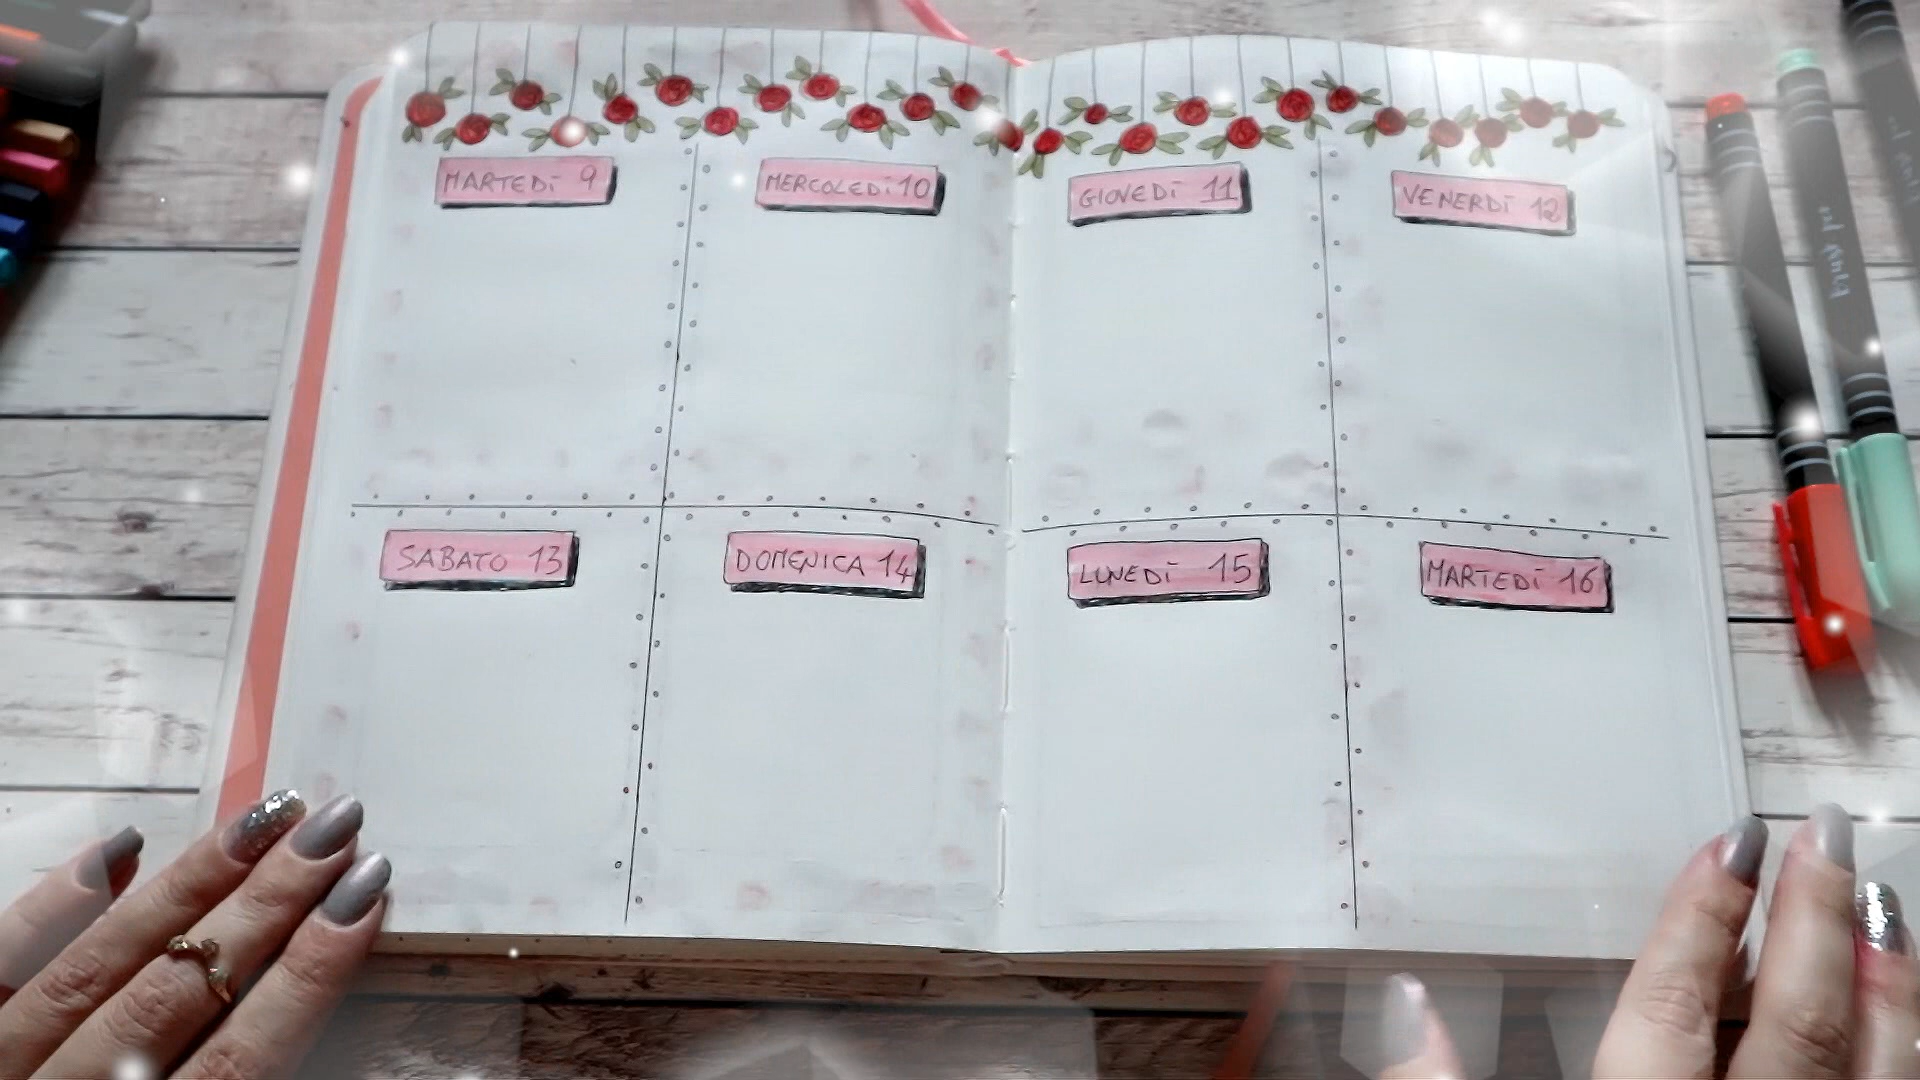 MARTEDÌ 9
MERCOLEDÌ 10
GIOVEDÌ 11
VENERDÌ 12
SABATO 13
DOMENICA 14
LUNEDÌ 15
MARTEDÌ 16